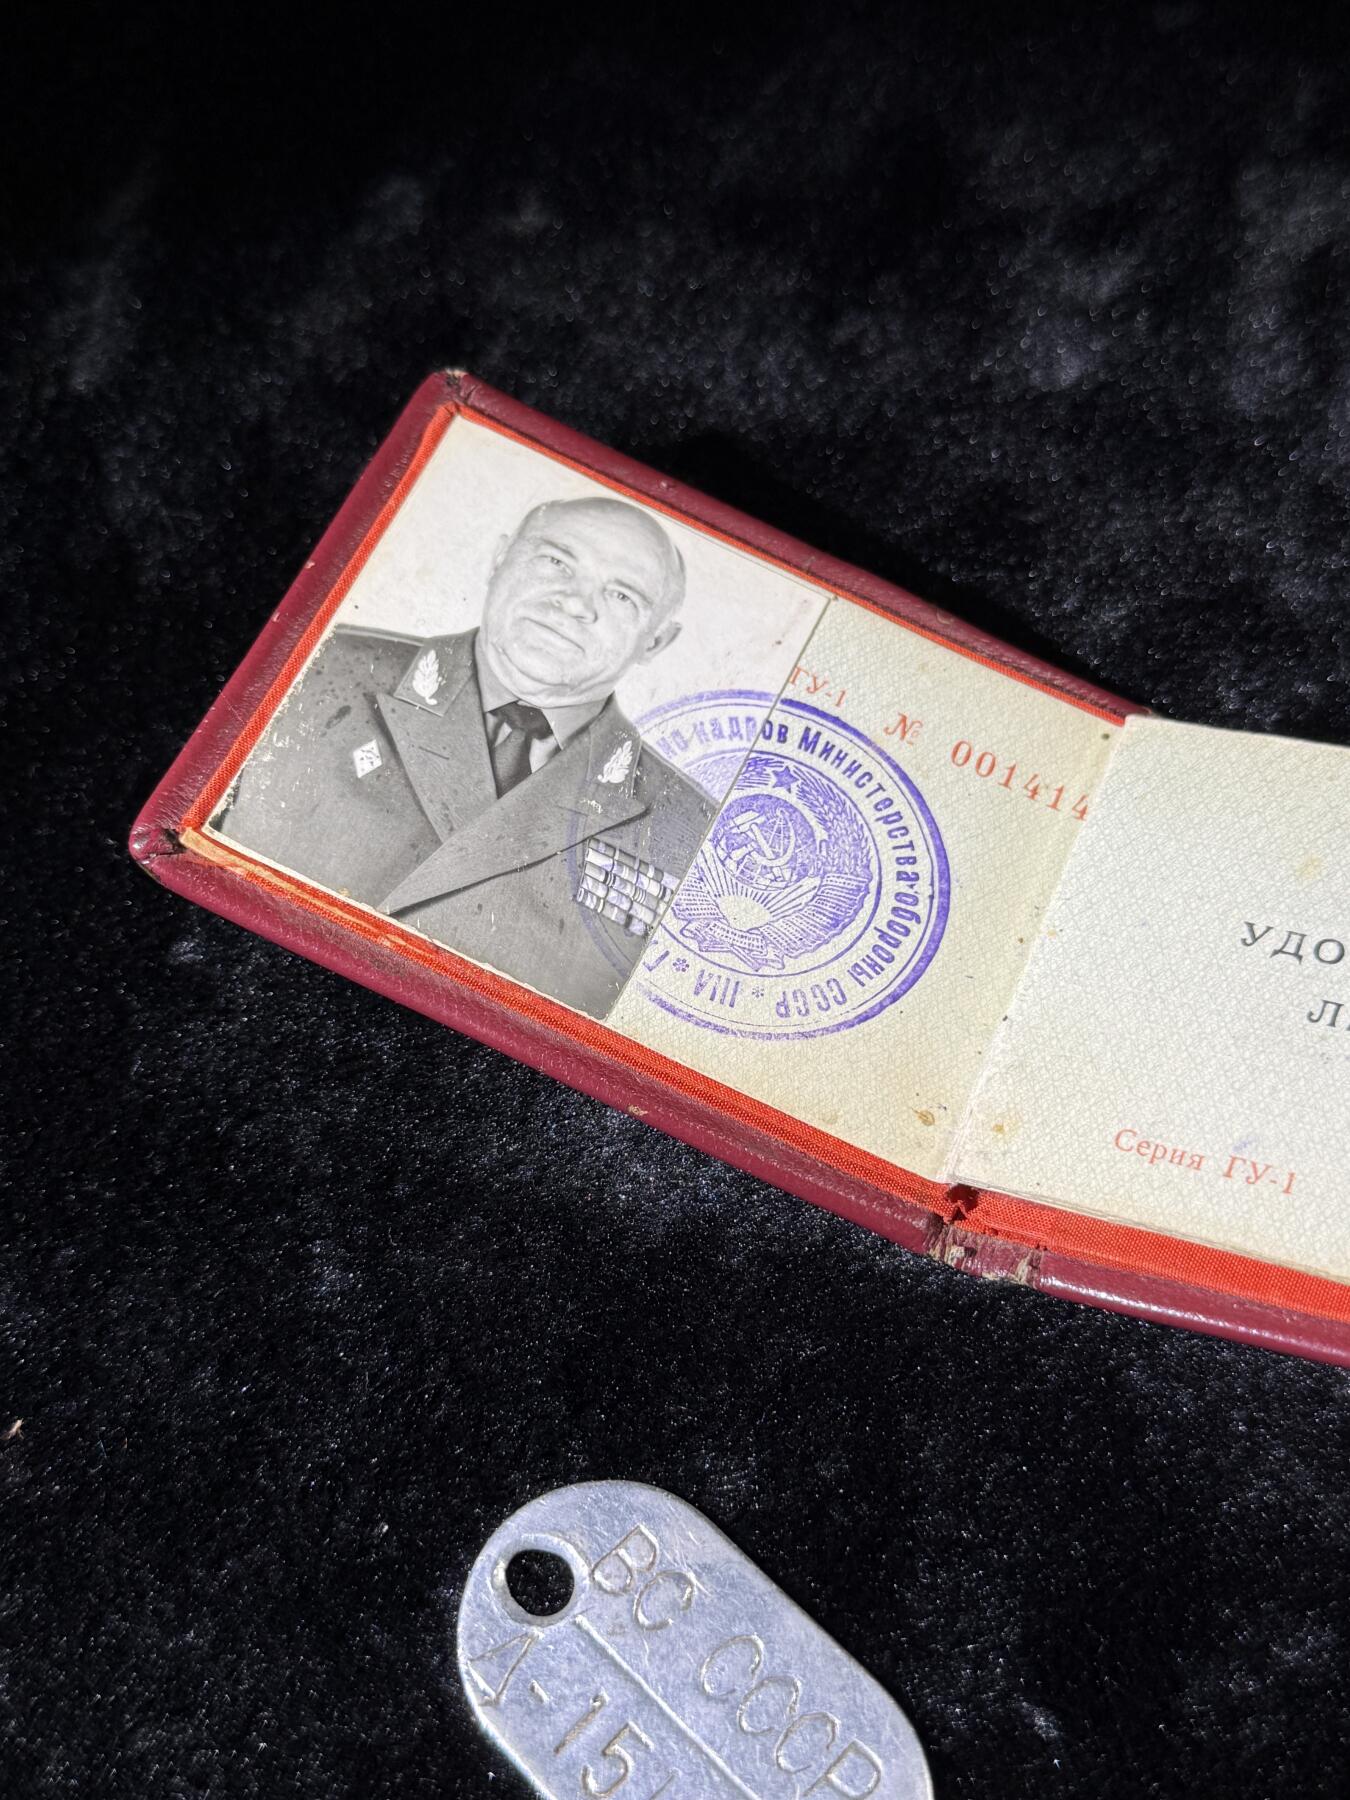 ГУ-1 № 001414
кадров Министерства обороны СССР * IIIА * Г
УДО
Л
Серия ГУ-1
ВС СССР
Д-151